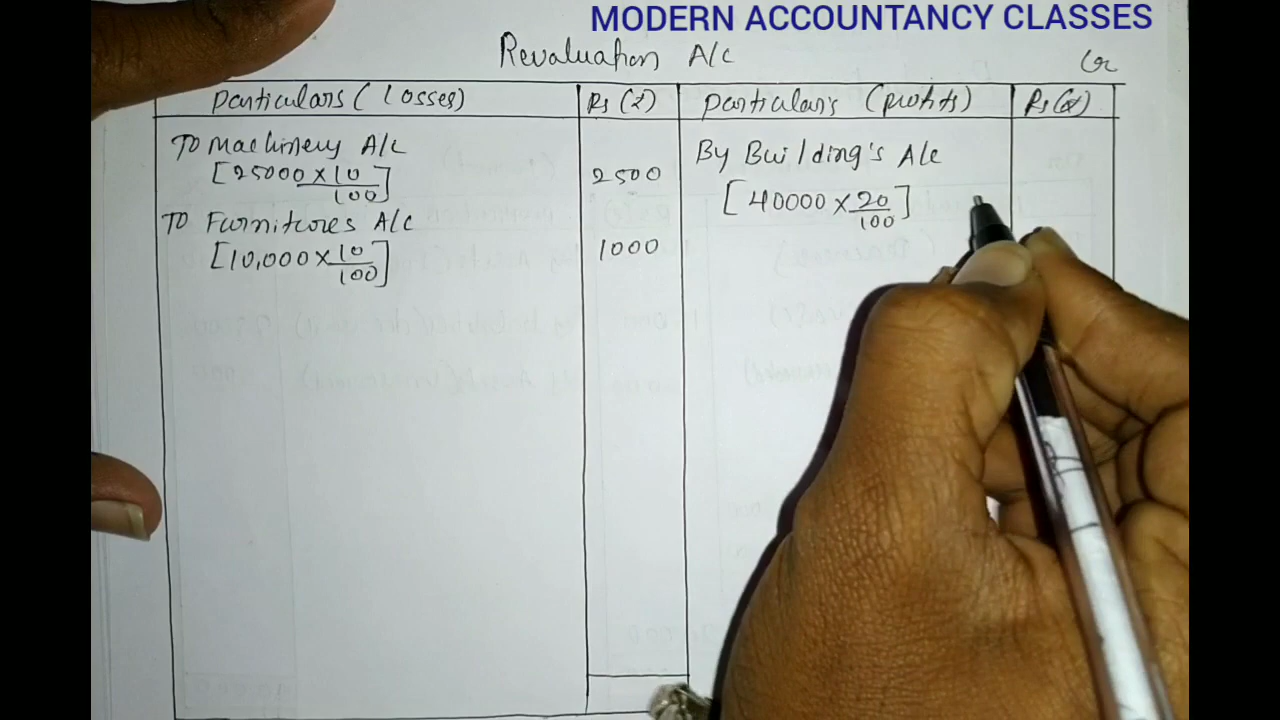 MODERN ACCOUNTANCY CLASSES
Revaluation A/c
Cr
Particulars (Losses) Rs (₹) Particulars (profits) Rs (₹)
To Machinery A/c
[25000 × 10/100] 2500
To Furnitures A/c
[10,000 × 10/100] 1000
By Building's A/c
[40000 × 20/100]